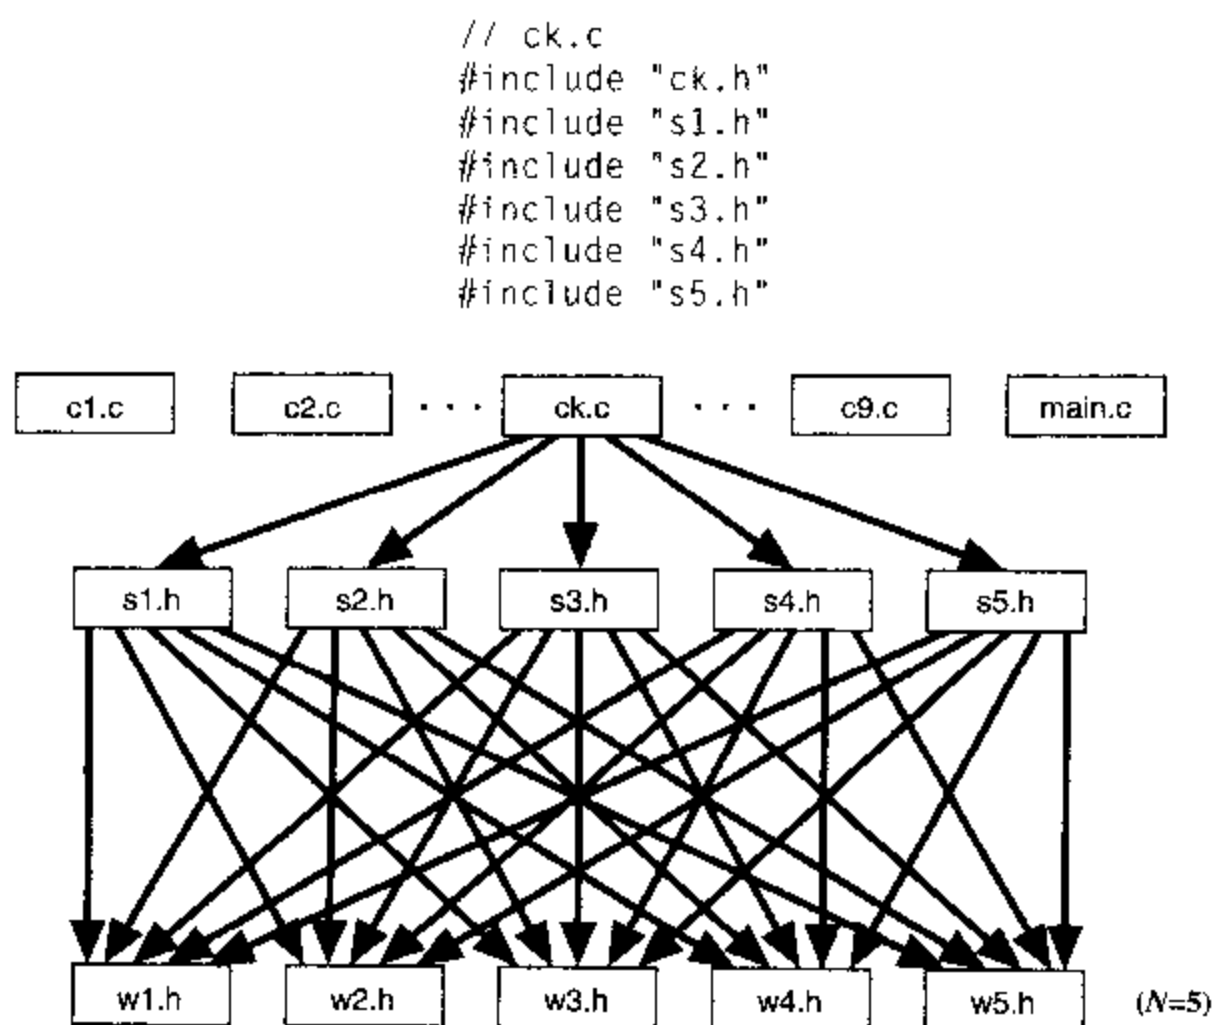 // ck.c
#include "ck.h"
#include "s1.h"
#include "s2.h"
#include "s3.h"
#include "s4.h"
#include "s5.h"
c1.c c2.c · · · ck.c · · · c9.c main.c
s1.h s2.h s3.h s4.h s5.h
w1.h w2.h w3.h w4.h w5.h (N=5)